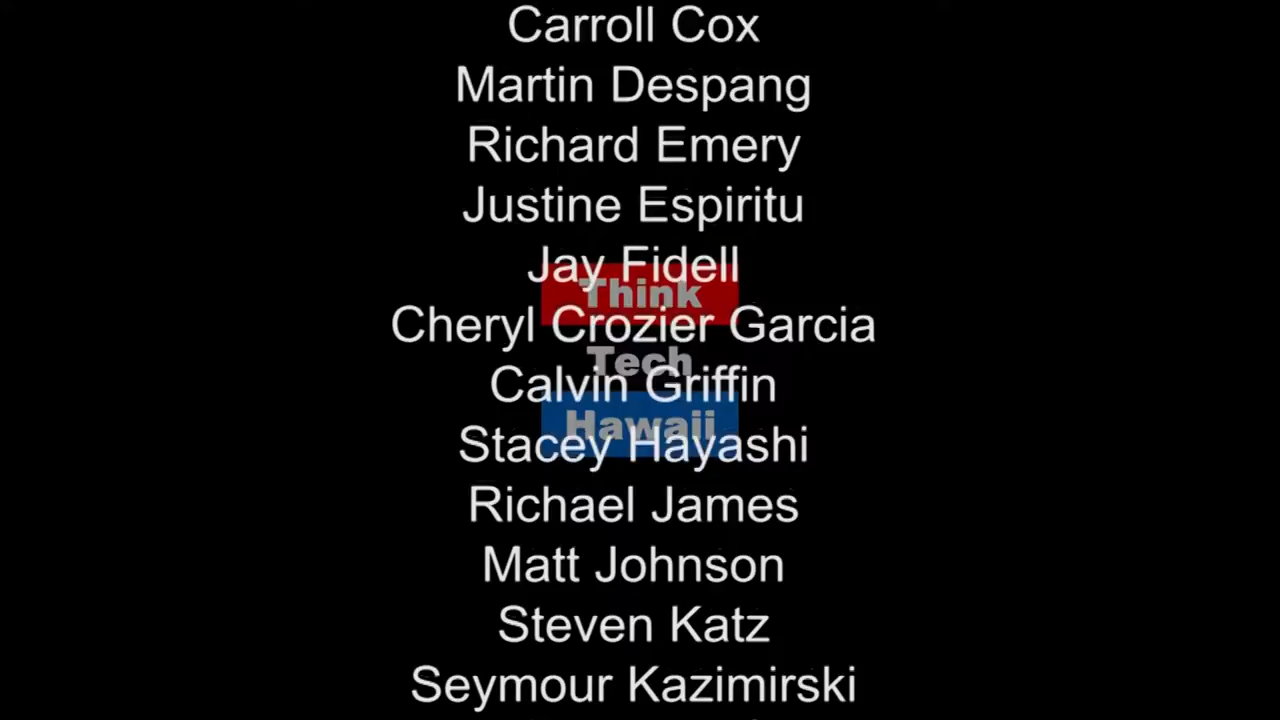 Carroll Cox
Martin Despang
Richard Emery
Justine Espiritu
Jay Fidell
Think
Cheryl Crozier Garcia
Tech
Calvin Griffin
Hawaii
Stacey Hayashi
Richael James
Matt Johnson
Steven Katz
Seymour Kazimirski